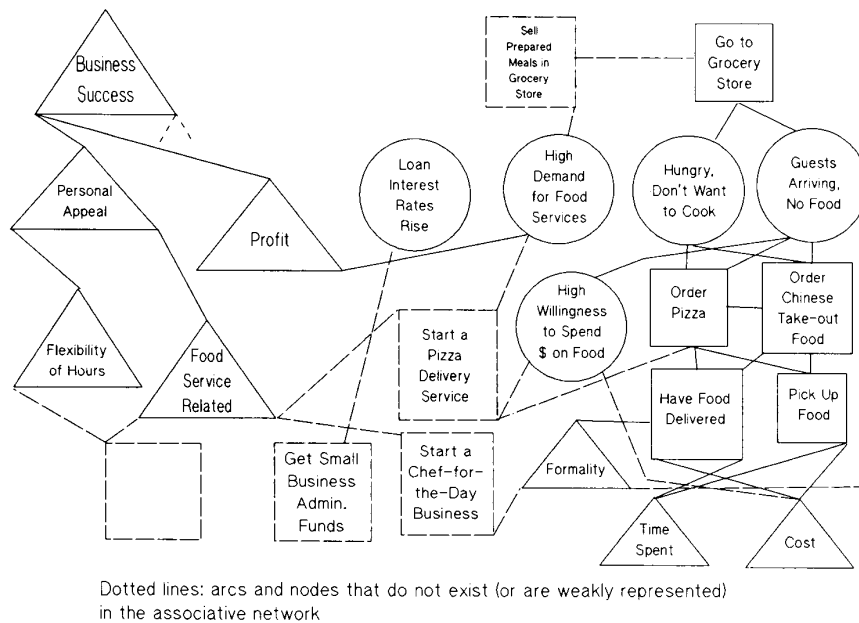 Business
Success
Sell
Prepared
Meals in
Grocery
Store
Go to
Grocery
Store
Personal
Appeal
Profit
Loan
Interest
Rates
Rise
High
Demand
for Food
Services
Hungry,
Don't Want
to Cook
Guests
Arriving,
No Food
Flexibility
of Hours
Food
Service
Related
Start a
Pizza
Delivery
Service
High
Willingness
to Spend
$ on Food
Order
Pizza
Order
Chinese
Take-out
Food
Get Small
Business
Admin.
Funds
Start a
Chef-for-
the-Day
Business
Formality
Have Food
Delivered
Pick Up
Food
Time
Spent
Cost
Dotted lines: arcs and nodes that do not exist (or are weakly represented)
in the associative network